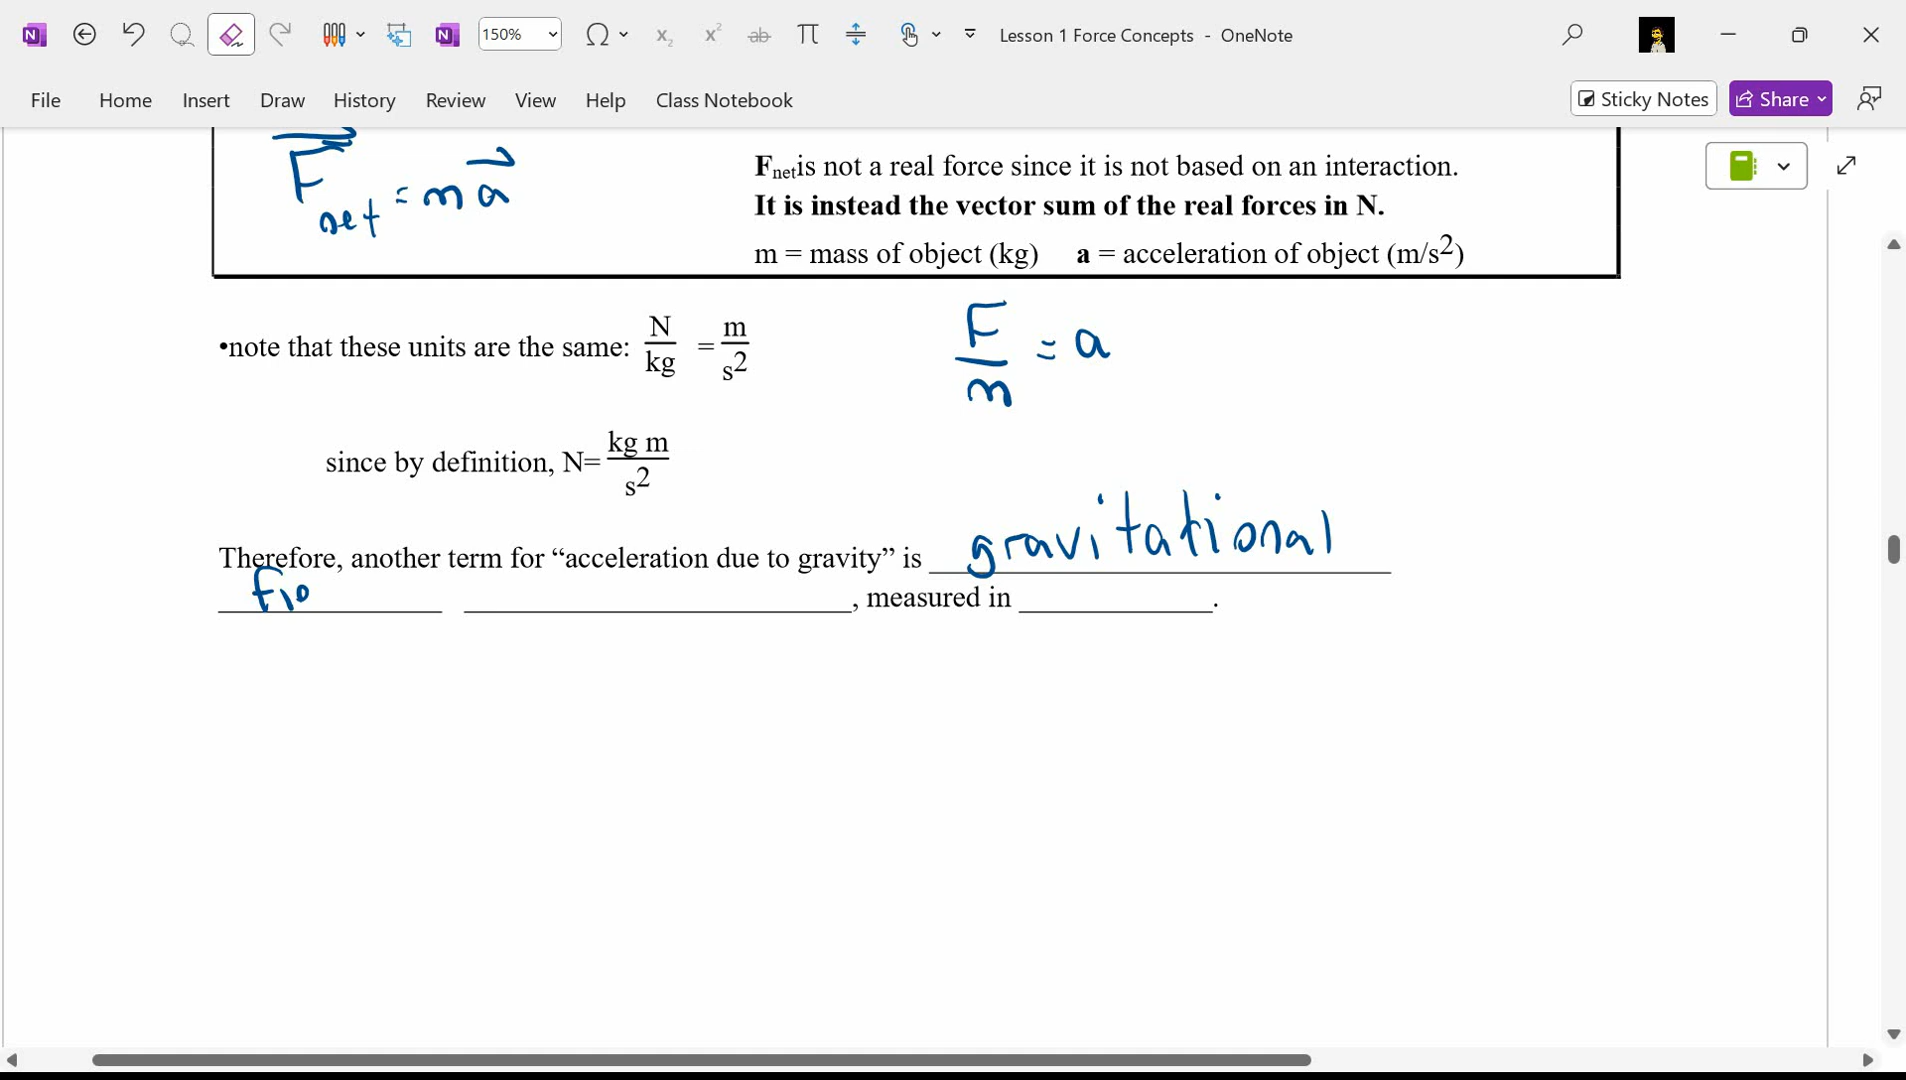 150% Lesson 1 Force Concepts - OneNote
File Home Insert Draw History Review View Help Class Notebook Sticky Notes Share
F net = ma
Fnet is not a real force since it is not based on an interaction.
It is instead the vector sum of the real forces in N.
m = mass of object (kg) a = acceleration of object (m/s2)
•note that these units are the same: N/kg = m/s2
F/m = a
since by definition, N= kg m/s2
Therefore, another term for “acceleration due to gravity” is gravitational
, measured in .